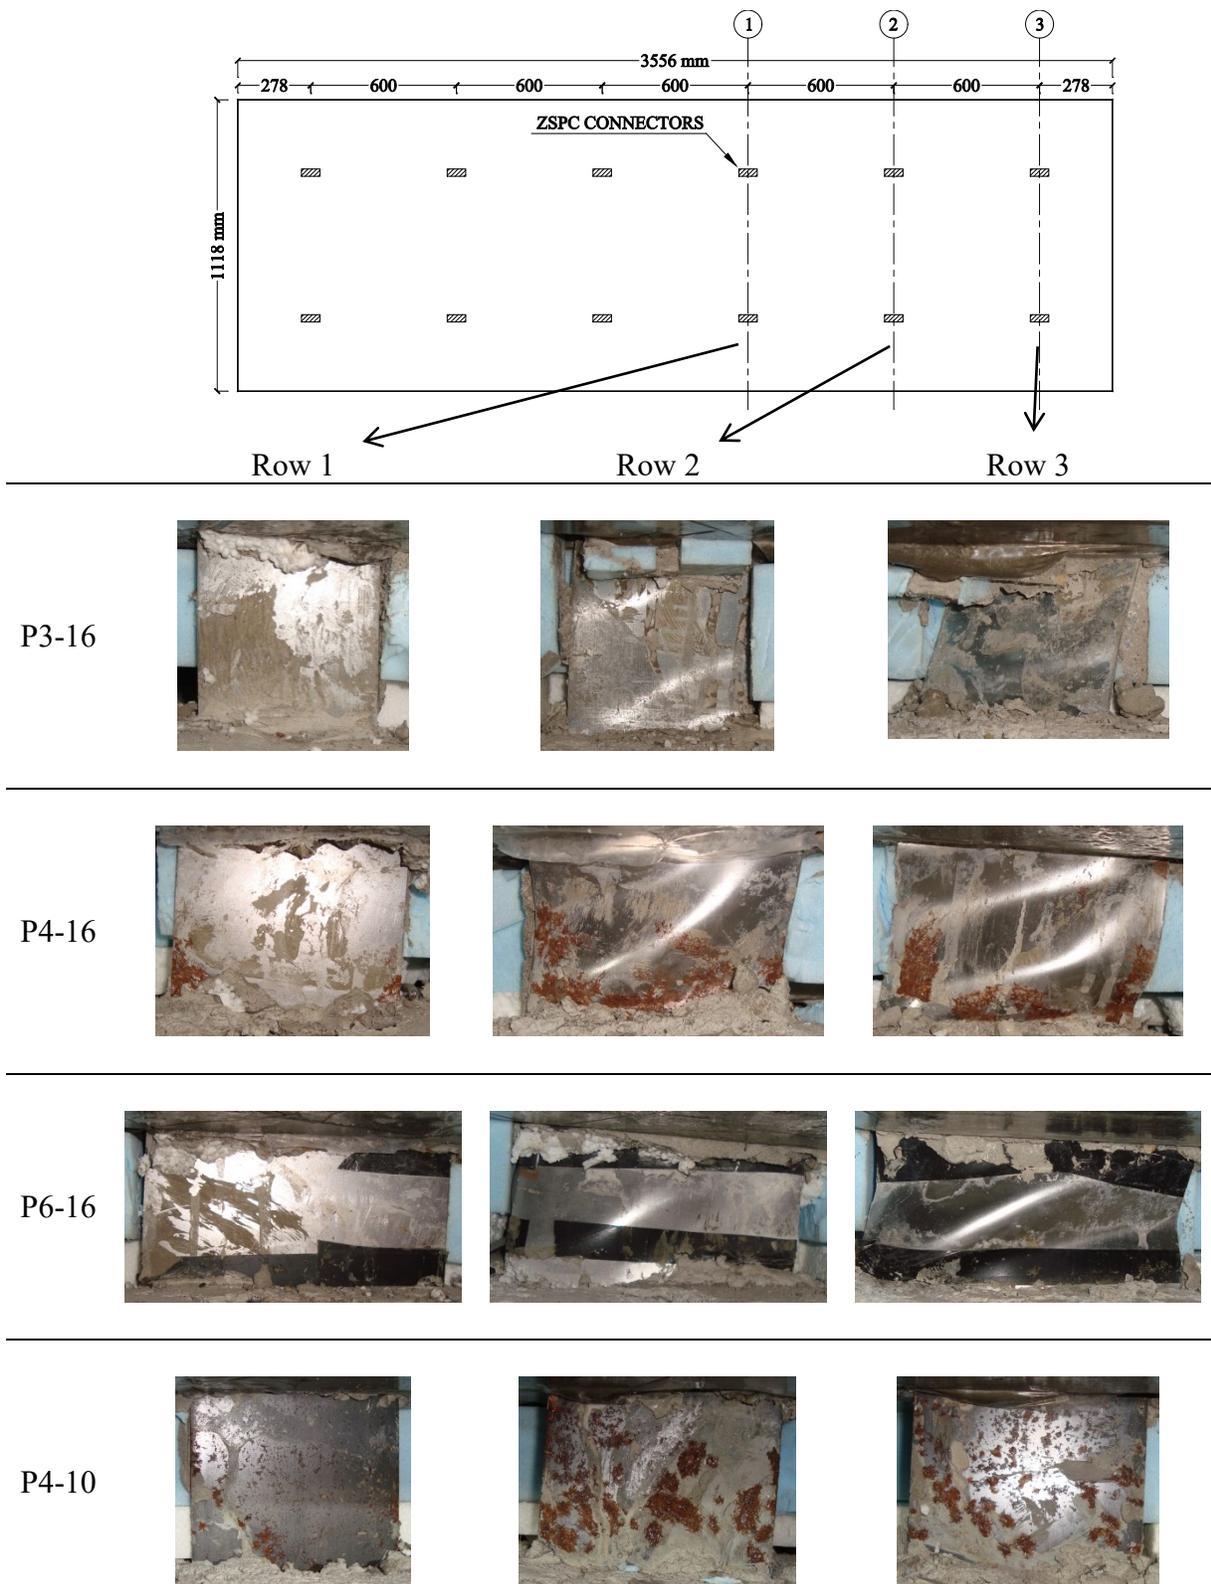 1 2 3
3556 mm
278 600 600 600 600 600 278
ZSPC CONNECTORS
1118 mm
Row 1 Row 2 Row 3
P3-16
P4-16
P6-16
P4-10